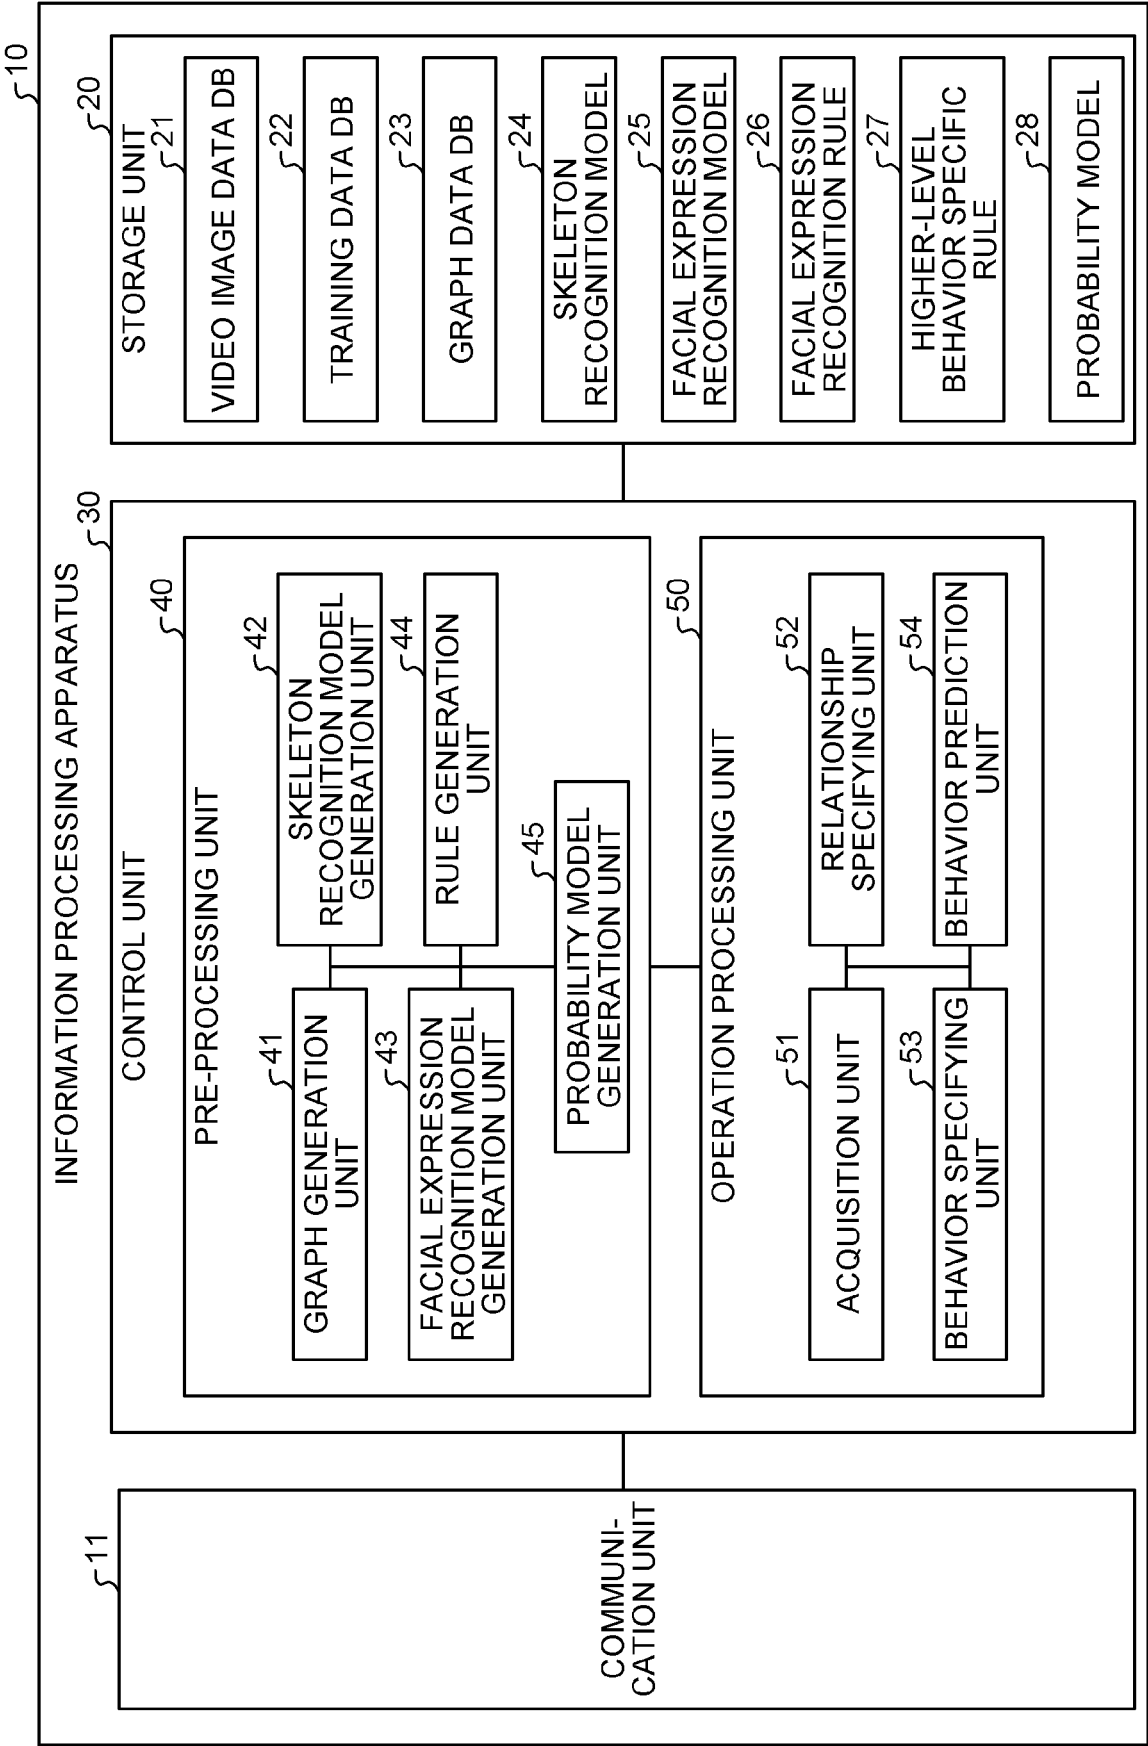 10
INFORMATION PROCESSING APPARATUS
11
COMMUNI-
CATION UNIT
30
CONTROL UNIT
40
PRE-PROCESSING UNIT
41
GRAPH GENERATION
UNIT
42
SKELETON
RECOGNITION MODEL
GENERATION UNIT
43
FACIAL EXPRESSION
RECOGNITION MODEL
GENERATION UNIT
44
RULE GENERATION
UNIT
45
PROBABILITY MODEL
GENERATION UNIT
50
OPERATION PROCESSING UNIT
51
ACQUISITION UNIT
52
RELATIONSHIP
SPECIFYING UNIT
53
BEHAVIOR SPECIFYING
UNIT
54
BEHAVIOR PREDICTION
UNIT
20
STORAGE UNIT
21
VIDEO IMAGE DATA DB
22
TRAINING DATA DB
23
GRAPH DATA DB
24
SKELETON
RECOGNITION MODEL
25
FACIAL EXPRESSION
RECOGNITION MODEL
26
FACIAL EXPRESSION
RECOGNITION RULE
27
HIGHER-LEVEL
BEHAVIOR SPECIFIC
RULE
28
PROBABILITY MODEL